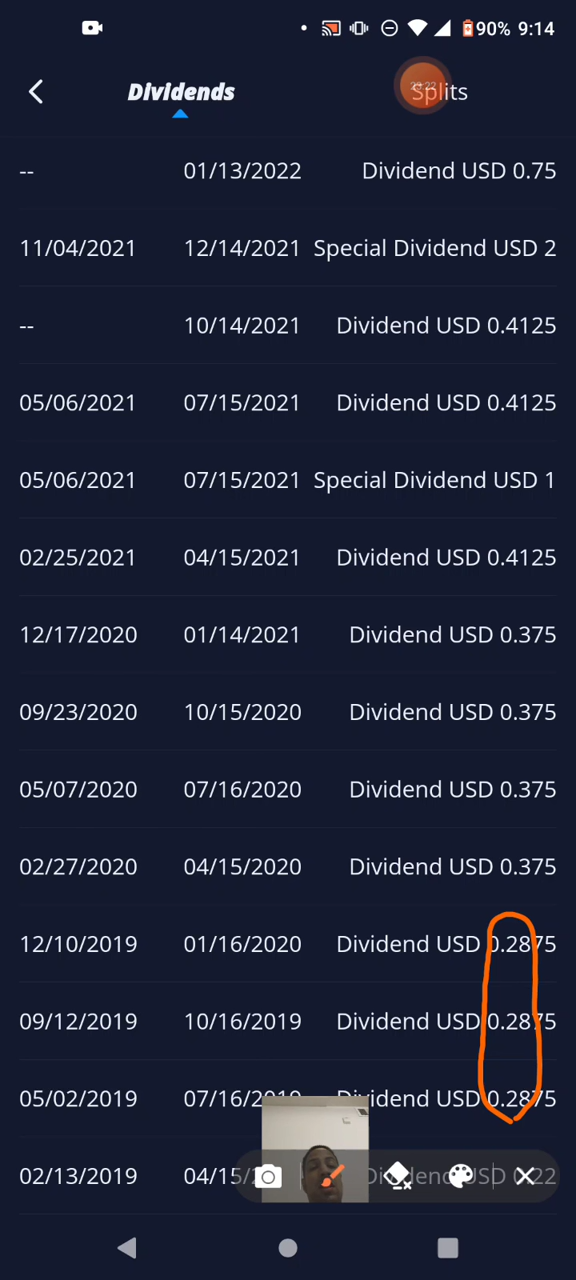 90% 9:14
Dividends Splits
-- 01/13/2022 Dividend USD 0.75
11/04/2021 12/14/2021 Special Dividend USD 2
-- 10/14/2021 Dividend USD 0.4125
05/06/2021 07/15/2021 Dividend USD 0.4125
05/06/2021 07/15/2021 Special Dividend USD 1
02/25/2021 04/15/2021 Dividend USD 0.4125
12/17/2020 01/14/2021 Dividend USD 0.375
09/23/2020 10/15/2020 Dividend USD 0.375
05/07/2020 07/16/2020 Dividend USD 0.375
02/27/2020 04/15/2020 Dividend USD 0.375
12/10/2019 01/16/2020 Dividend USD 0.2875
09/12/2019 10/16/2019 Dividend USD 0.2875
05/02/2019 07/16/2019 Dividend USD 0.2875
02/13/2019 04/15/ USD 0.22